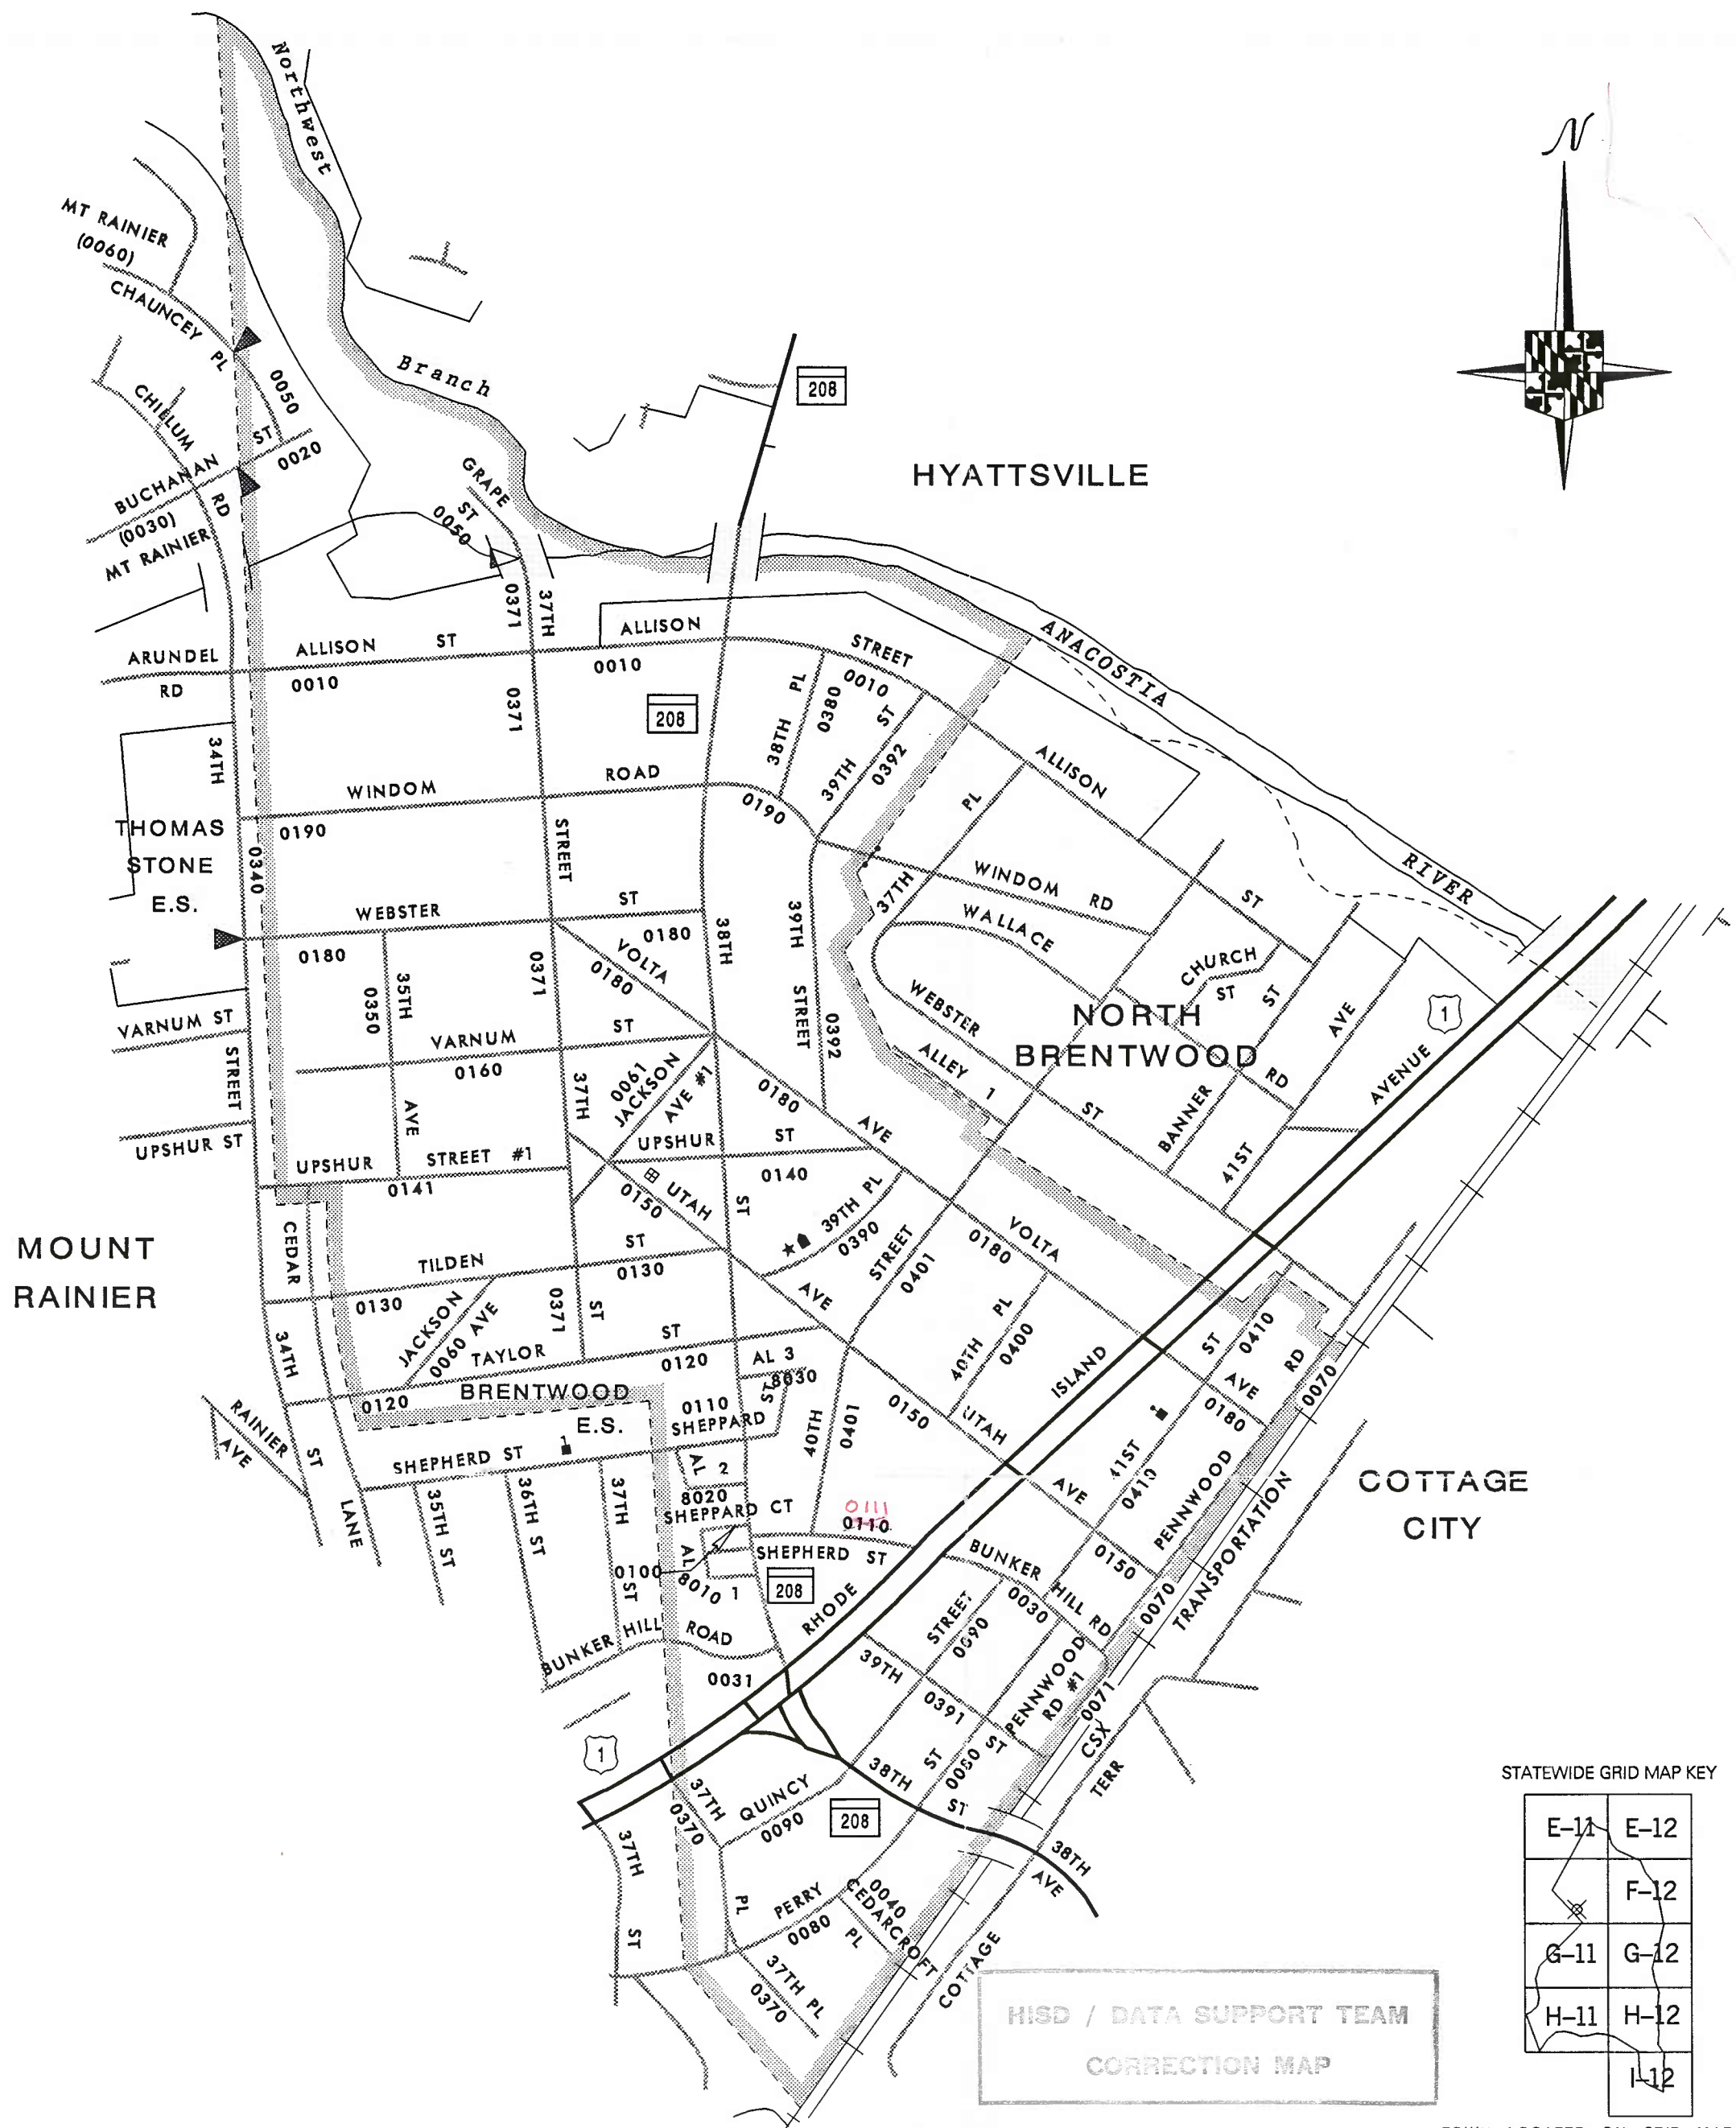 N
Northwest
MT RAINIER
(0060)
CHAUNCEY PL
0050
Branch
208
CHILLUM
RD
BUCHANAN ST
0020
(0030)
MT RAINIER
GRAPE
ST
0050
HYATTSVILLE
0371
37TH
ARUNDEL
RD
ALLISON ST
0010
ALLISON
0010
STREET
0010
ANACOSTIA
RIVER
0371
208
38TH PL
0380
39TH ST
0392
ALLISON
ST
34TH
WINDOM
ROAD
0190
0190
37TH
PL
WINDOM RD
THOMAS
STONE
E.S.
0340
STREET
WEBSTER
ST
0180
0180
VOLTA
0180
38TH
39TH
STREET
0392
WALLACE
RD
CHURCH
ST
ST
WEBSTER
ST
NORTH
BRENTWOOD
ALLEY 1
BANNER
41ST
AVE
AVENUE
1
VARNUM ST
STREET
UPSHUR ST
0350
35TH
AVE
0371
VARNUM
ST
0160
37TH
0061
JACKSON
AVE #1
0180
AVE
UPSHUR STREET #1
0141
UPSHUR ST
0140
UTAH
0150
ST
39TH PL
0390
STREET
0401
VOLTA
0180
MOUNT
RAINIER
CEDAR
TILDEN
ST
0130
0130
0371
ST
JACKSON
0060 AVE
TAYLOR
ST
0120
0120
AVE
40TH PL
0400
ISLAND
ST
0410
AVE
0180
RD
0070
34TH
ST
LANE
RAINIER
AVE
BRENTWOOD
E.S.
0110
SHEPPARD
ST
AL 3
8030
40TH
0401
0150
UTAH
AVE
0150
41ST
0410
PENNWOOD
0070
TRANSPORTATION
COTTAGE
CITY
SHEPHERD ST
1
35TH ST
36TH ST
37TH
ST
AL 2
8020
SHEPPARD CT
0111
0110
SHEPHERD ST
0100
AL 1
8010
208
RHODE
BUNKER
HILL RD
0030
BUNKER HILL ROAD
0031
STREET
0090
39TH
0391
ST
PENNWOOD
RD #1
0071
CSX
TERR
1
37TH
0370
PL
QUINCY
0090
38TH
ST
ST
208
38TH
AVE
37TH
ST
PERRY
0080
0040
CEDARCROFT
PL
37TH PL
0370
COTTAGE
HISD / DATA SUPPORT TEAM
CORRECTION MAP
STATEWIDE GRID MAP KEY
E-11 E-12
F-12
G-11 G-12
H-11 H-12
I-12